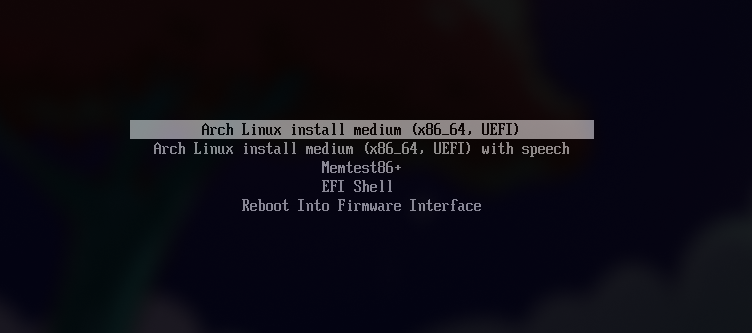 Arch Linux install medium (x86_64, UEFI)
Arch Linux install medium (x86_64, UEFI) with speech
Memtest86+
EFI Shell
Reboot Into Firmware Interface